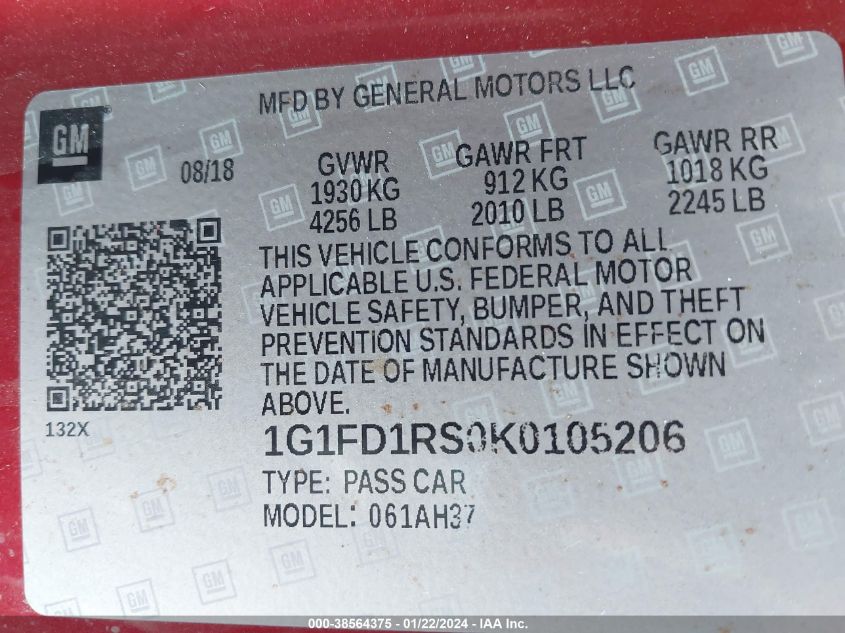 MFD BY GENERAL MOTORS LLC
GM
08/18
GVWR
1930 KG
4256 LB
GAWR FRT
912 KG
2010 LB
GAWR RR
1018 KG
2245 LB
THIS VEHICLE CONFORMS TO ALL
APPLICABLE U.S. FEDERAL MOTOR
VEHICLE SAFETY, BUMPER, AND THEFT
PREVENTION STANDARDS IN EFFECT ON
THE DATE OF MANUFACTURE SHOWN
ABOVE.
132X
1G1FD1RS0K0105206
TYPE: PASS CAR
MODEL: 061AH37
000-38564375 - 01/22/2024 - IAA Inc.